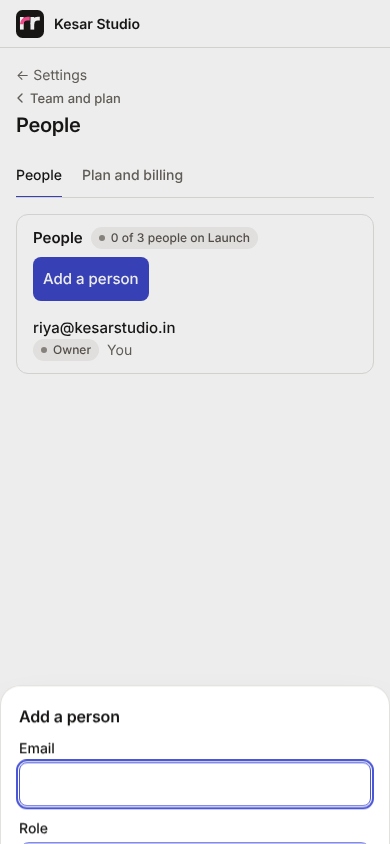 rr
Kesar Studio
← Settings
Team and plan
People
People Plan and billing
People 0 of 3 people on Launch
Add a person
riya@kesarstudio.in
Owner You
Add a person
Email
Role